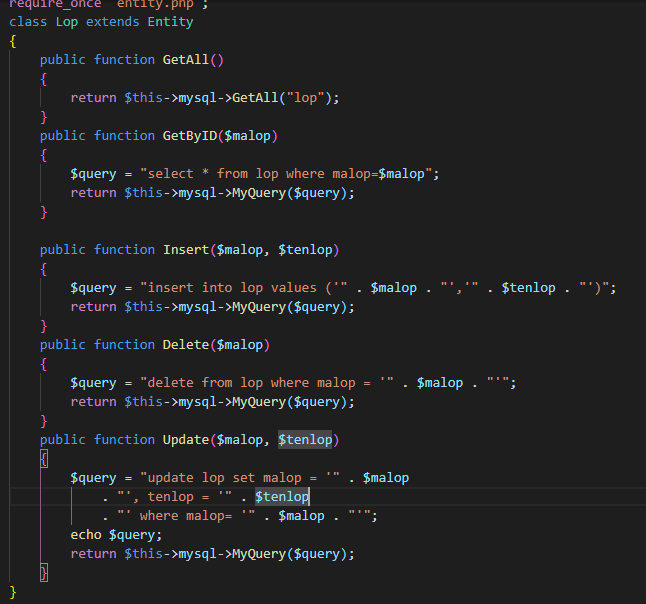 require_once "entity.php";
class Lop extends Entity
{
    public function GetAll()
    {
        return $this->mysql->GetAll("lop");
    }
    public function GetByID($malop)
    {
        $query = "select * from lop where malop=$malop";
        return $this->mysql->MyQuery($query);
    }

    public function Insert($malop, $tenlop)
    {
        $query = "insert into lop values ('" . $malop . "','" . $tenlop . "')";
        return $this->mysql->MyQuery($query);
    }
    public function Delete($malop)
    {
        $query = "delete from lop where malop = '" . $malop . "'";
        return $this->mysql->MyQuery($query);
    }
    public function Update($malop, $tenlop)
    {
        $query = "update lop set malop = '" . $malop
            . "', tenlop = '" . $tenlop
            . "' where malop= '" . $malop . "'";
        echo $query;
        return $this->mysql->MyQuery($query);
    }
}